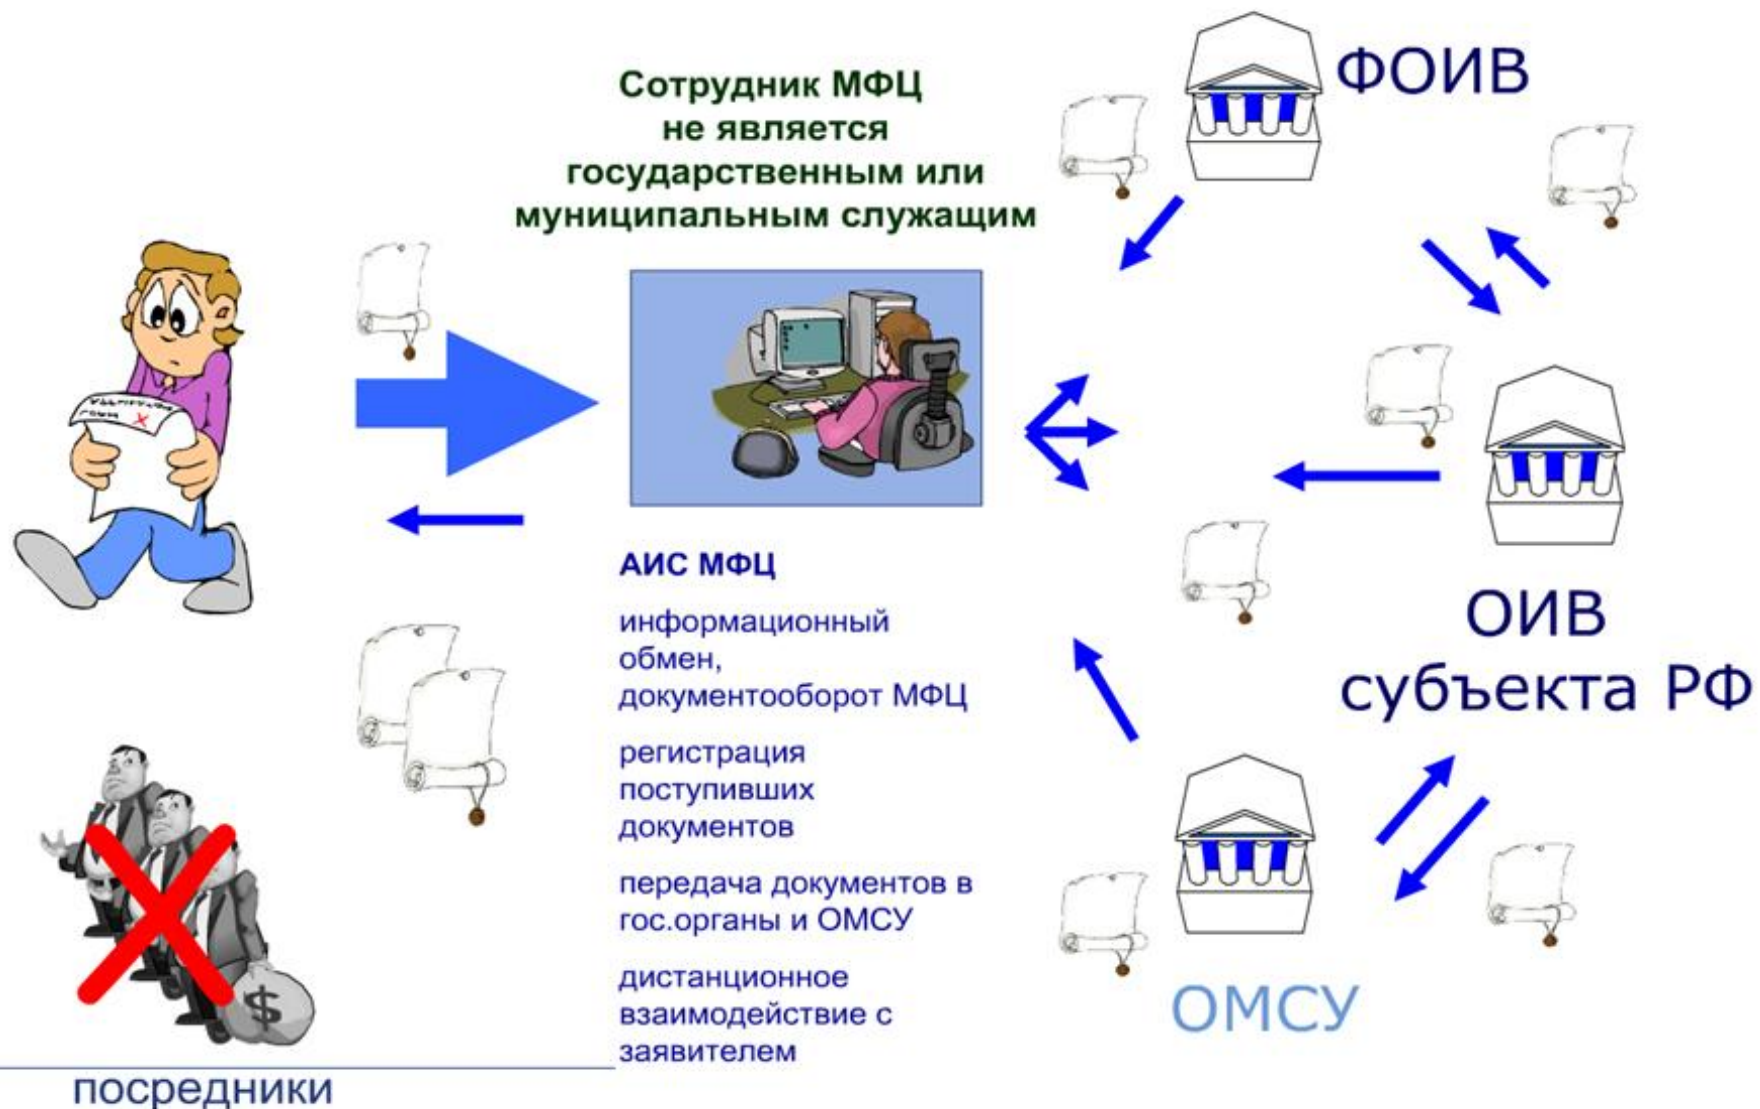 Сотрудник МФЦ
не является
государственным или
муниципальным служащим
ФОИВ
АИС МФЦ
информационный
обмен,
документооборот МФЦ
регистрация
поступивших
документов
передача документов в
гос.органы и ОМСУ
дистанционное
взаимодействие с
заявителем
ОИВ
субъекта РФ
ОМСУ
$
посредники